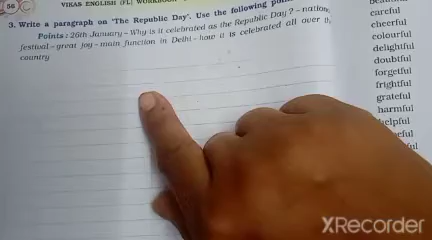 56
VIKAS ENGLISH (FL) WORKBOOK
3. Write a paragraph on 'The Republic Day'. Use the following
Points : 26th January - Why is it celebrated as the Republic Day ? - nation
festival - great joy - main function in Delhi - how it is celebrated all over
country
careful
cheerful
colourful
delightful
doubtful
forgetful
frightful
grateful
harmful
helpful
XRecorder